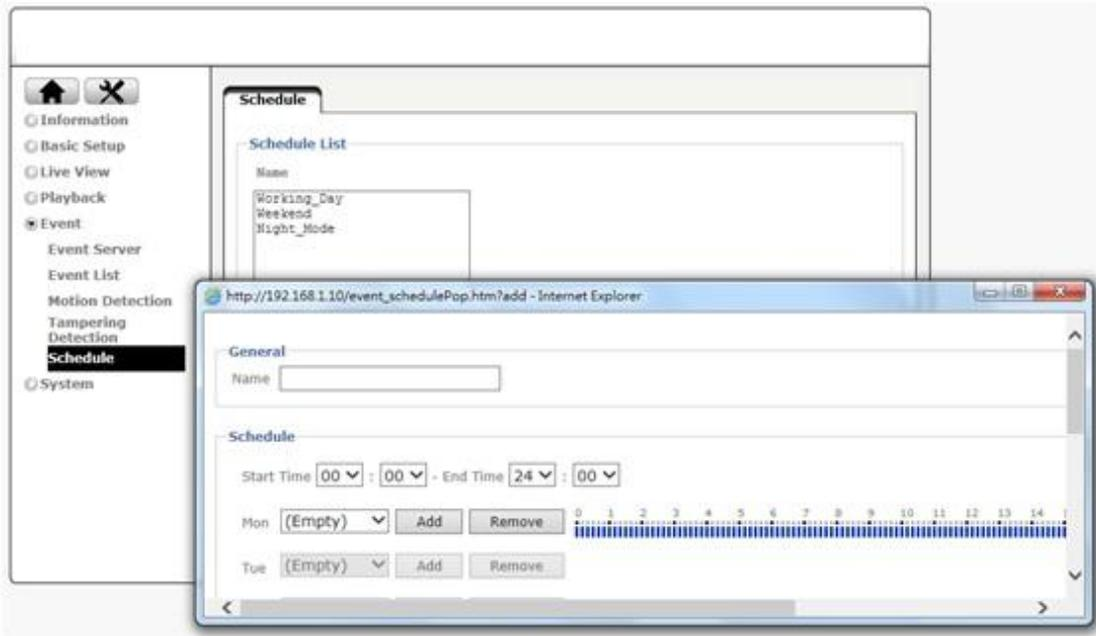 Schedule
Information
Basic Setup
Live View
Playback
Event
Event Server
Event List
Motion Detection
Tampering
Detection
Schedule
System
Schedule List
Name
Working_Day
Weekend
Night_Mode
http://192.168.1.10/event_schedulePop.htm?add - Internet Explorer
General
Name
Schedule
Start Time 00 : 00 - End Time 24 : 00
Mon (Empty) Add Remove 0 1 2 3 4 5 6 7 8 9 10 11 12 13 14
Tue (Empty) Add Remove